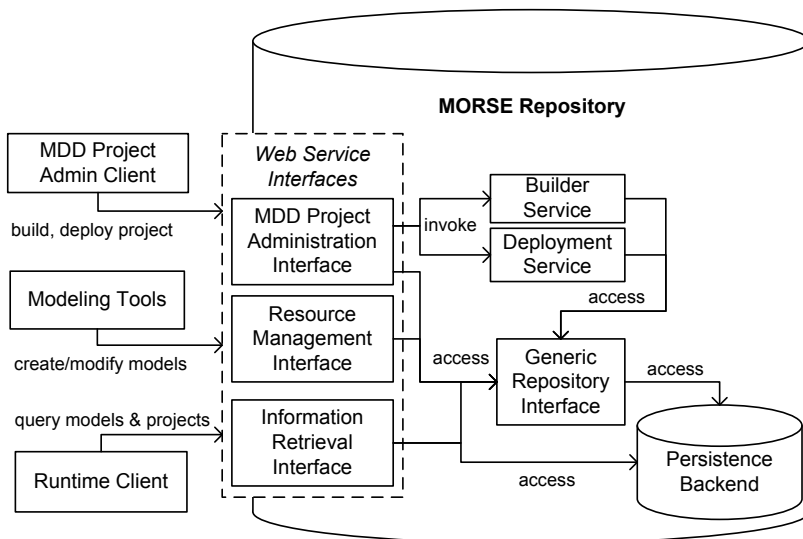 MORSE Repository
MDD Project
Admin Client
build, deploy project
Modeling Tools
create/modify models
query models & projects
Runtime Client
Web Service
Interfaces
MDD Project
Administration
Interface
Resource
Management
Interface
Information
Retrieval
Interface
invoke
Builder
Service
Deployment
Service
access
access
Generic
Repository
Interface
access
access
Persistence
Backend